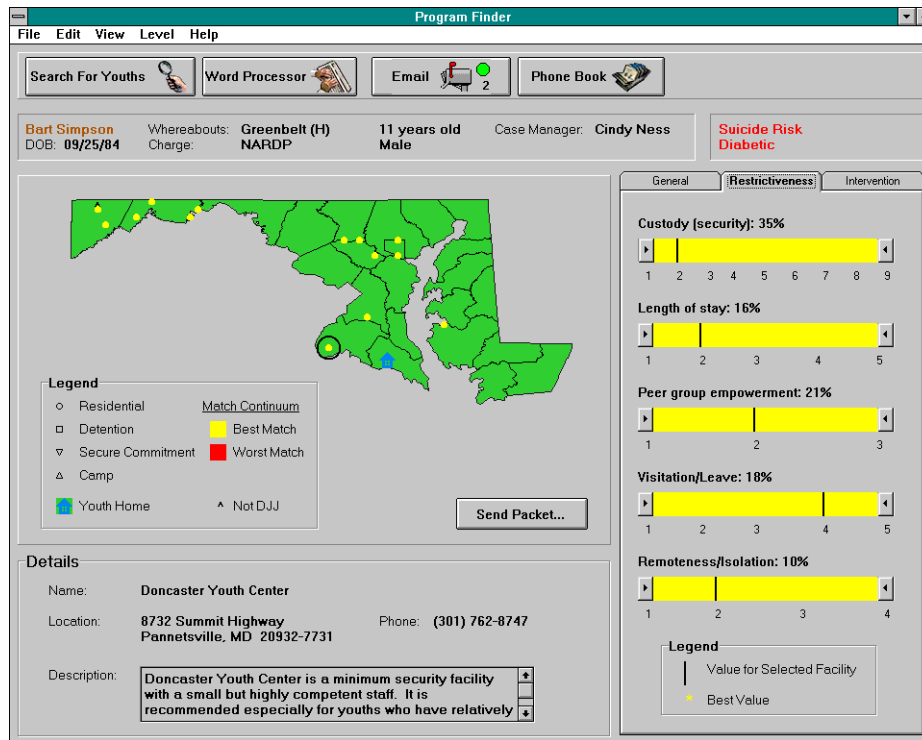 Program Finder
File Edit View Level Help
Search For Youths
Word Processor
Email
2
Phone Book
Bart Simpson Whereabouts: Greenbelt (H) 11 years old Case Manager: Cindy Ness
DOB: 09/25/84 Charge: NARDP Male
Suicide Risk
Diabetic
General Restrictiveness Intervention
Custody (security): 35%
1 2 3 4 5 6 7 8 9
Length of stay: 16%
1 2 3 4 5
Peer group empowerment: 21%
1 2 3
Visitation/Leave: 18%
1 2 3 4 5
Remoteness/Isolation: 10%
1 2 3 4
Legend
Value for Selected Facility
* Best Value
Legend
Residential Match Continuum
Detention Best Match
Secure Commitment Worst Match
Camp
Youth Home ^ Not DJJ
Send Packet...
Details
Name: Doncaster Youth Center
Location: 8732 Summit Highway Phone: (301) 762-8747
Pannetsville, MD 20932-7731
Description: Doncaster Youth Center is a minimum security facility
with a small but highly competent staff. It is
recommended especially for youths who have relatively